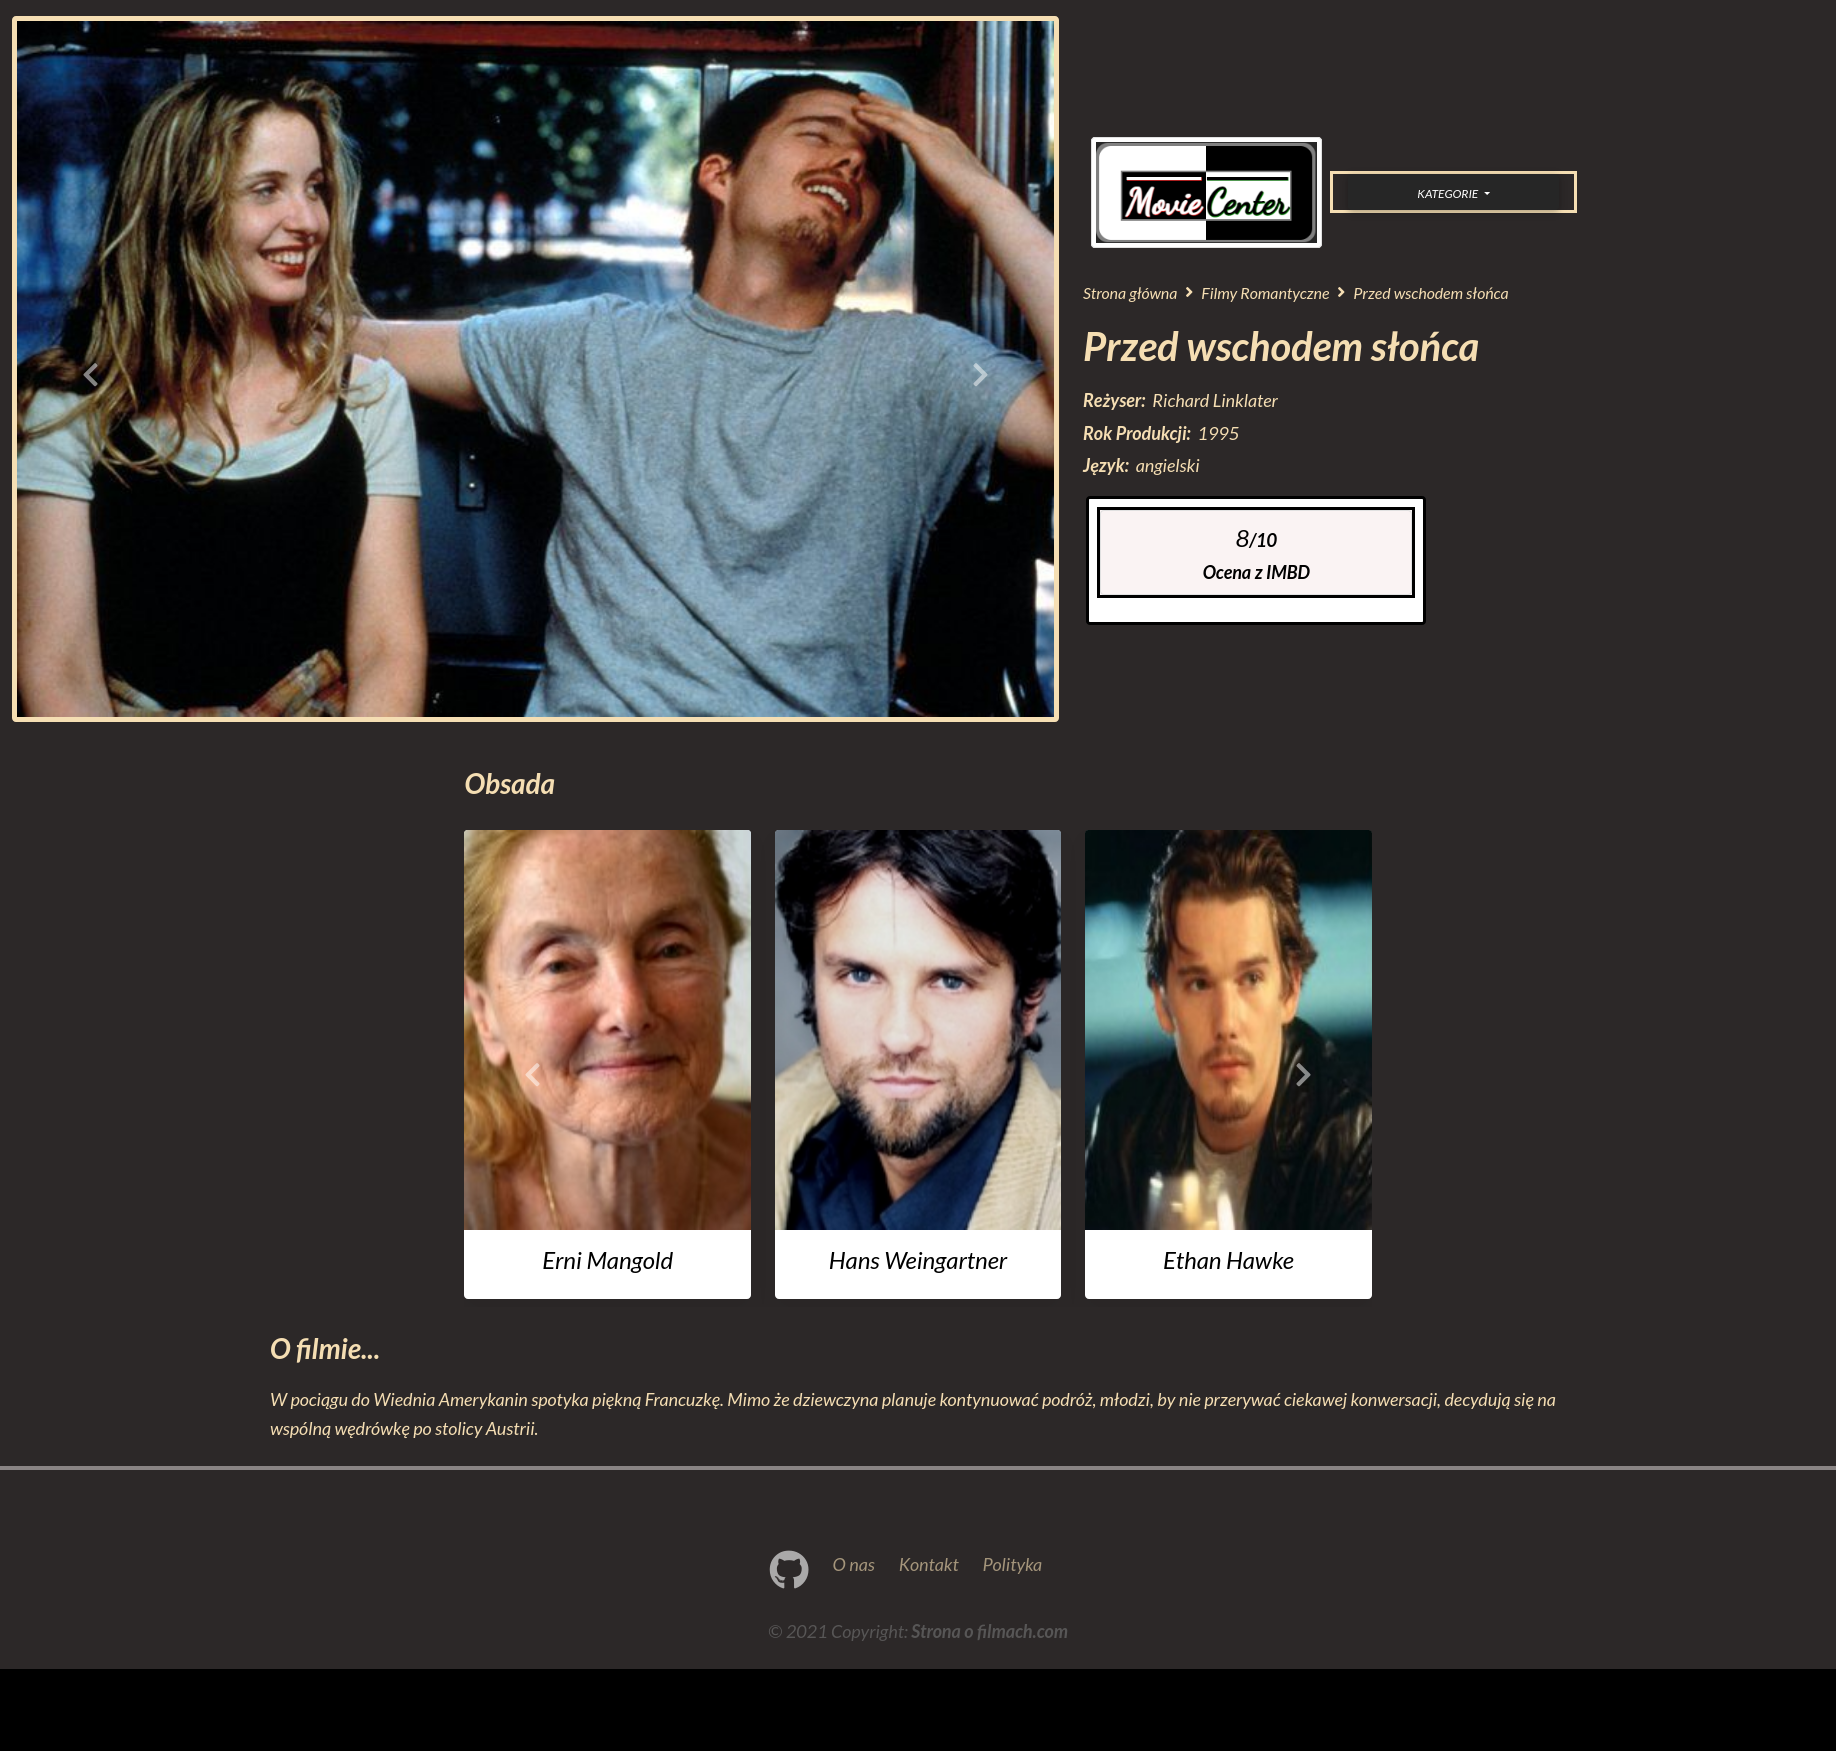 Movie Center
KATEGORIE
Strona główna
Filmy Romantyczne
Przed wschodem słońca
Przed wschodem słońca
Reżyser: Richard Linklater
Rok Produkcji: 1995
Język: angielski
8/10
Ocena z IMBD
Obsada
Erni Mangold
Hans Weingartner
Ethan Hawke
O filmie...
W pociągu do Wiednia Amerykanin spotyka piękną Francuzkę. Mimo że dziewczyna planuje kontynuować podróż, młodzi, by nie przerywać ciekawej konwersacji, decydują się na
wspólną wędrówkę po stolicy Austrii.
O nas
Kontakt
Polityka
© 2021 Copyright: Strona o filmach.com